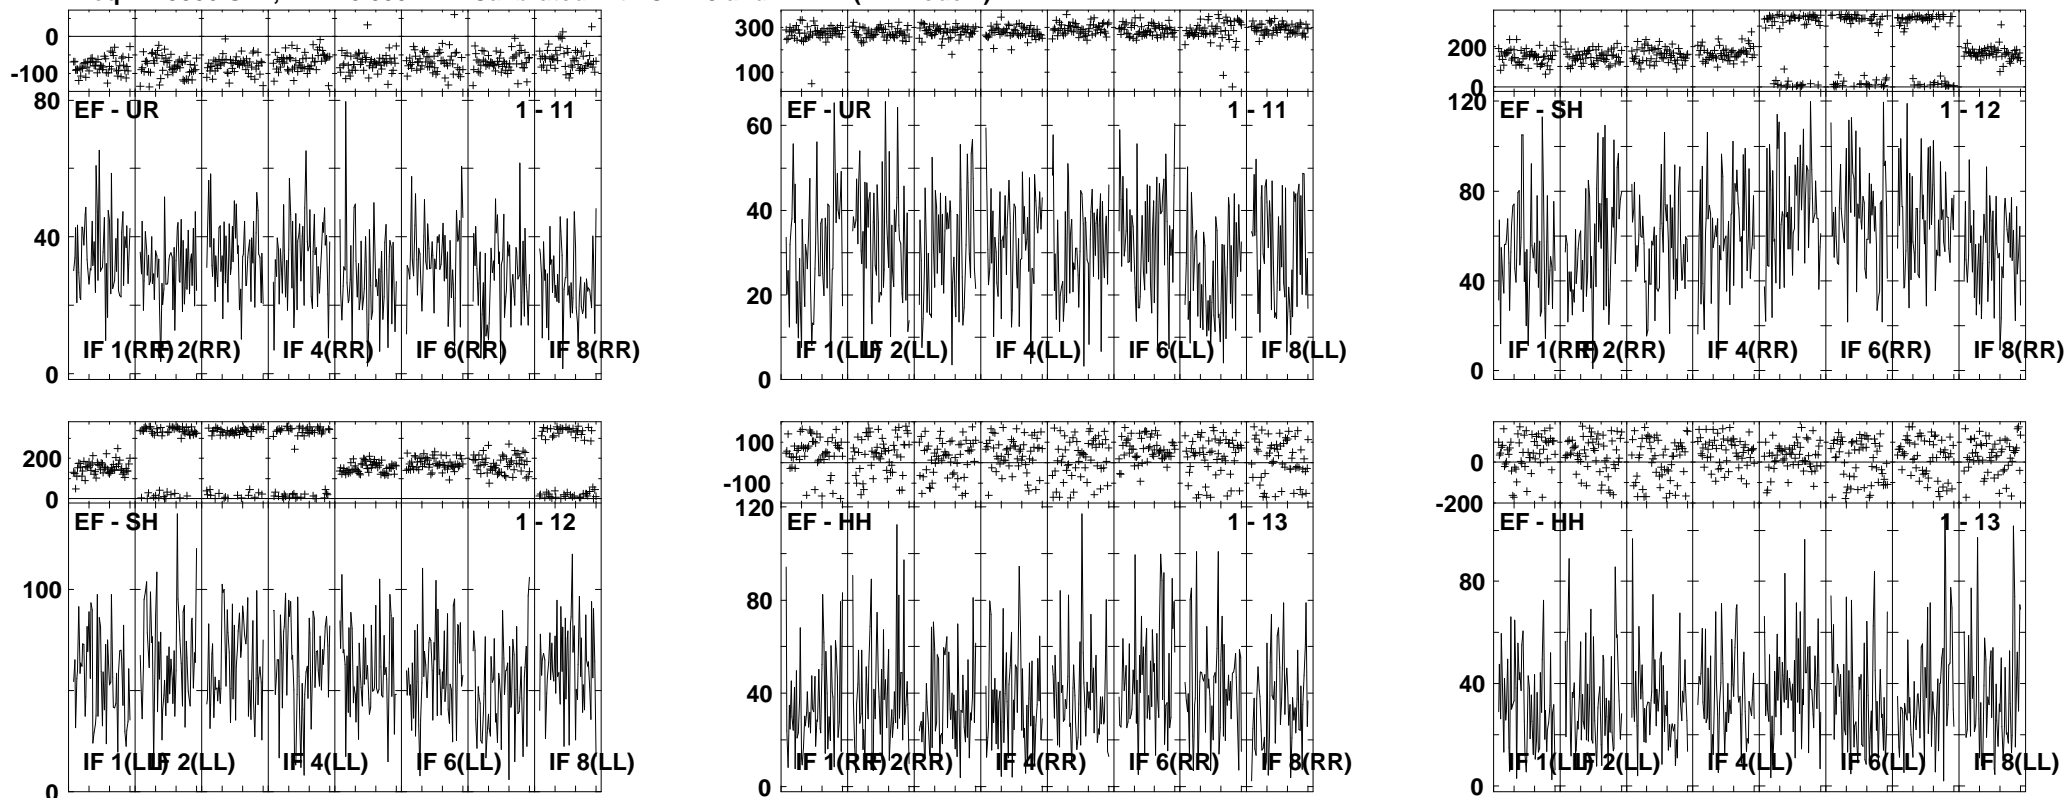 0
-100
80
EF - UR 1 - 11
40
0
IF 1(RR) IF 2(RR) IF 4(RR) IF 6(RR) IF 8(RR)
300
100
EF - UR 1 - 11
60
40
20
0
IF 1(LL) IF 2(LL) IF 4(LL) IF 6(LL) IF 8(LL)
200
0
120
EF - SH 1 - 12
80
40
0
IF 1(RR) IF 2(RR) IF 4(RR) IF 6(RR) IF 8(RR)
200
0
EF - SH 1 - 12
100
0
IF 1(LL) IF 2(LL) IF 4(LL) IF 6(LL) IF 8(LL)
100
-100
120
EF - HH 1 - 13
80
40
0
IF 1(RR) IF 2(RR) IF 4(RR) IF 6(RR) IF 8(RR)
0
-200
EF - HH 1 - 13
80
40
0
IF 1(LL) IF 2(LL) IF 4(LL) IF 6(LL) IF 8(LL)